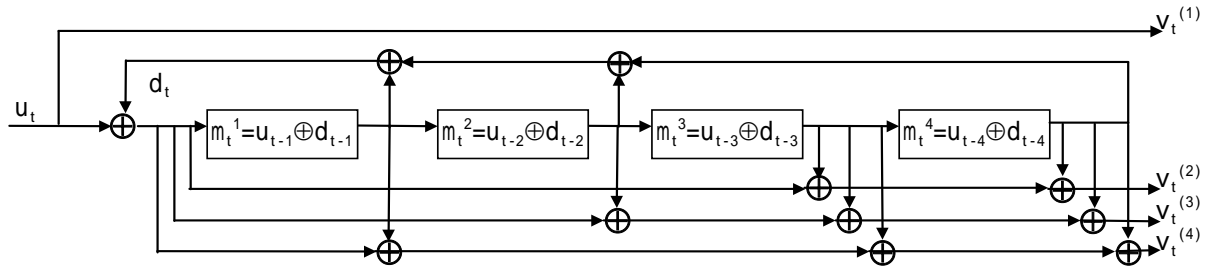 v_t^(1)
d_t
u_t
m_t^1=u_t-1⊕d_t-1
m_t^2=u_t-2⊕d_t-2
m_t^3=u_t-3⊕d_t-3
m_t^4=u_t-4⊕d_t-4
v_t^(2)
v_t^(3)
v_t^(4)